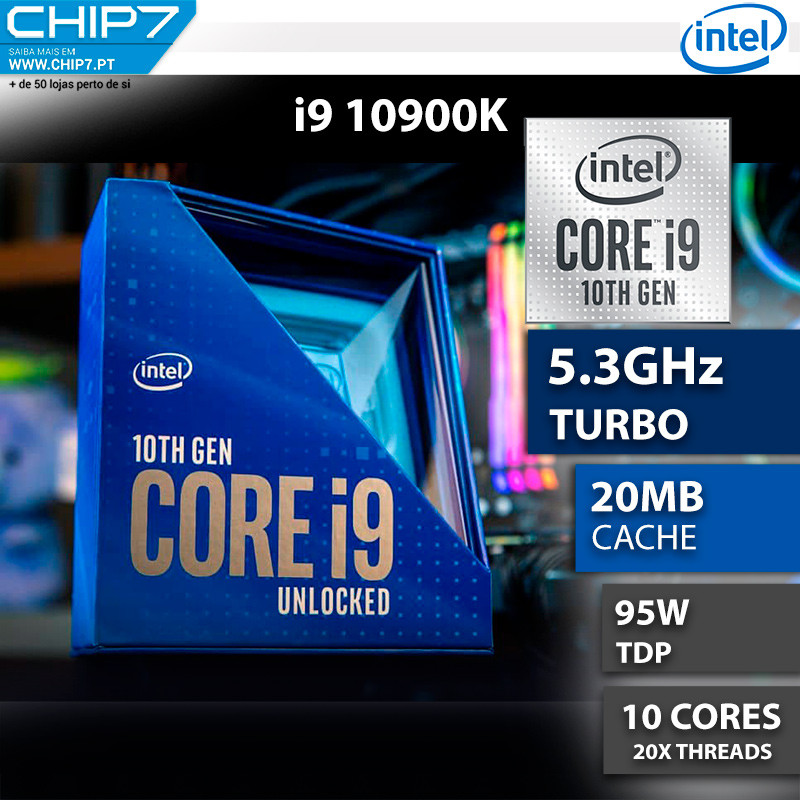 CHIP7
SAIBA MAIS EM
WWW.CHIP7.PT
+ de 50 lojas perto de si
intel
i9 10900K
intel®
CORE™ i9
10TH GEN
5.3GHz
TURBO
20MB
CACHE
95W
TDP
10 CORES
20X THREADS
intel
10TH GEN
CORE i9
UNLOCKED